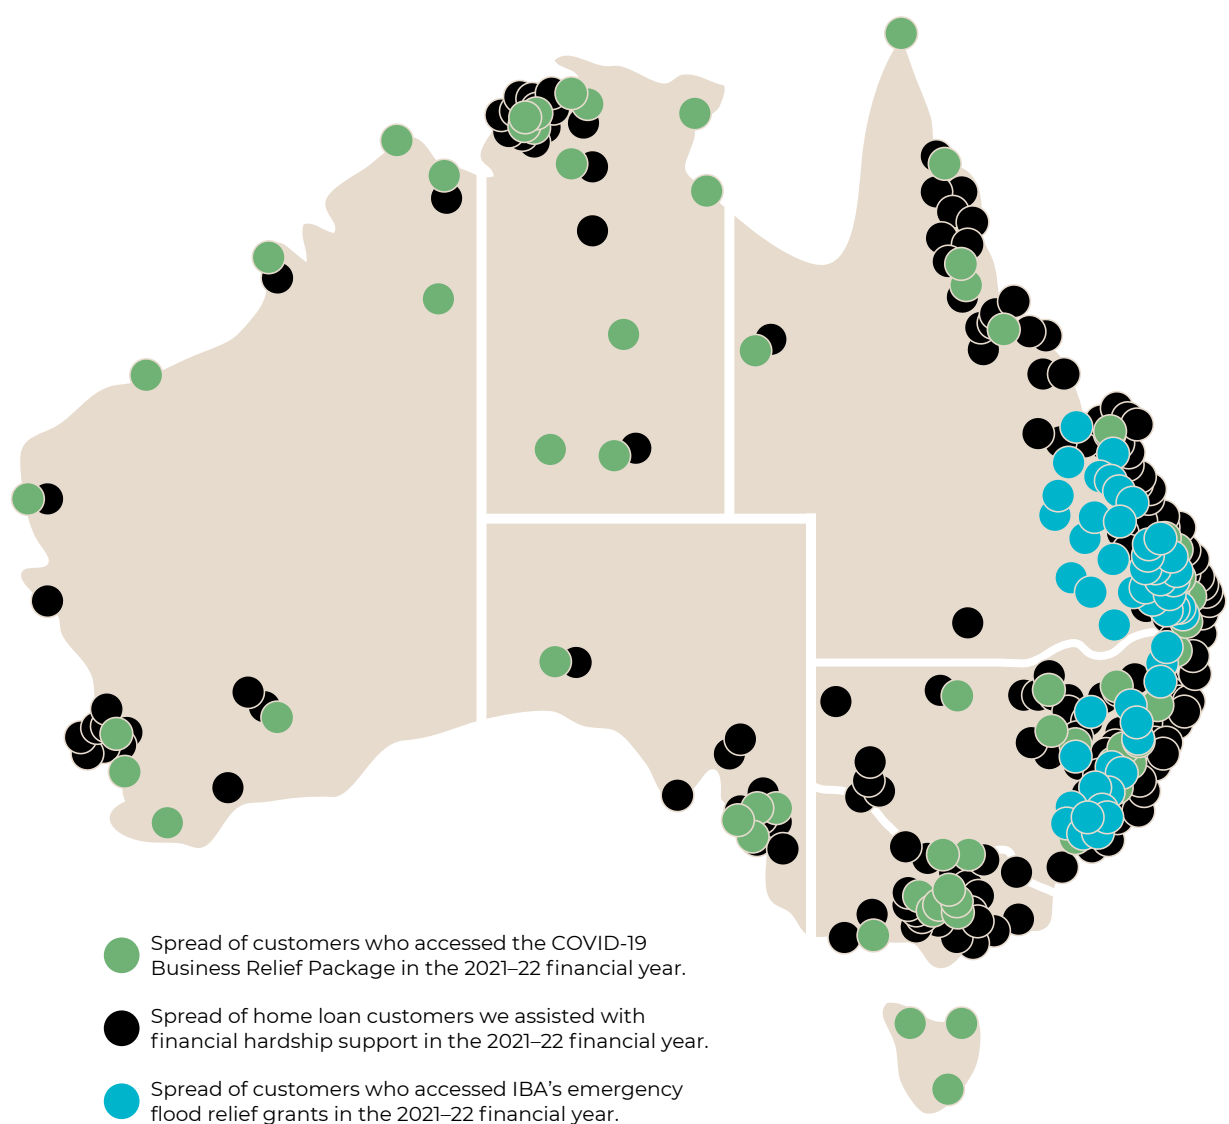 Spread of customers who accessed the COVID-19
Business Relief Package in the 2021–22 financial year.
Spread of home loan customers we assisted with
financial hardship support in the 2021–22 financial year.
Spread of customers who accessed IBA’s emergency
flood relief grants in the 2021–22 financial year.